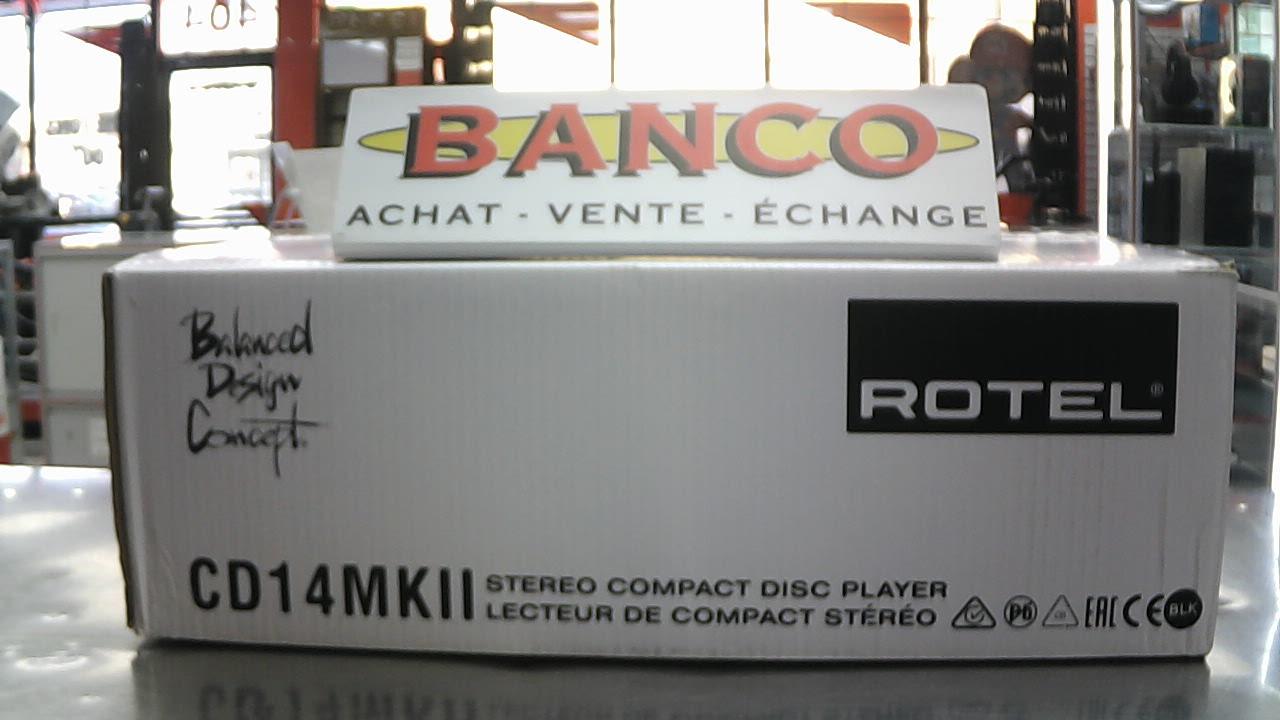 BANCO
ACHAT - VENTE - ÉCHANGE
Balanced
Design
Concept.
ROTEL®
CD14MKII
STEREO COMPACT DISC PLAYER
LECTEUR DE COMPACT STÉRÉO
EAC CE BLK